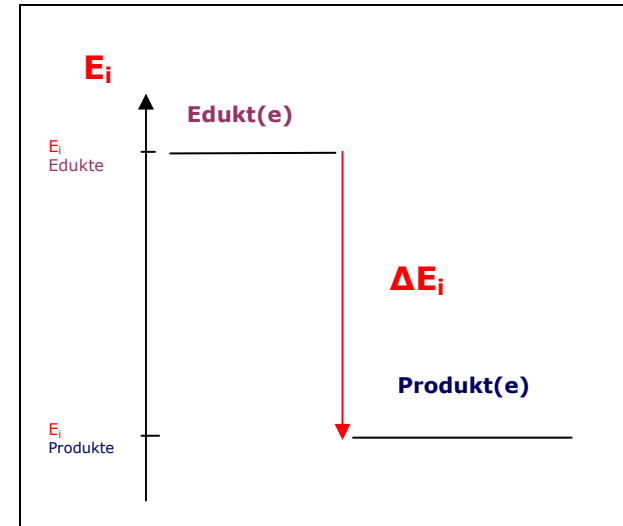 Eᵢ
Edukt(e)
Eᵢ
Edukte
ΔEᵢ
Produkt(e)
Eᵢ
Produkte